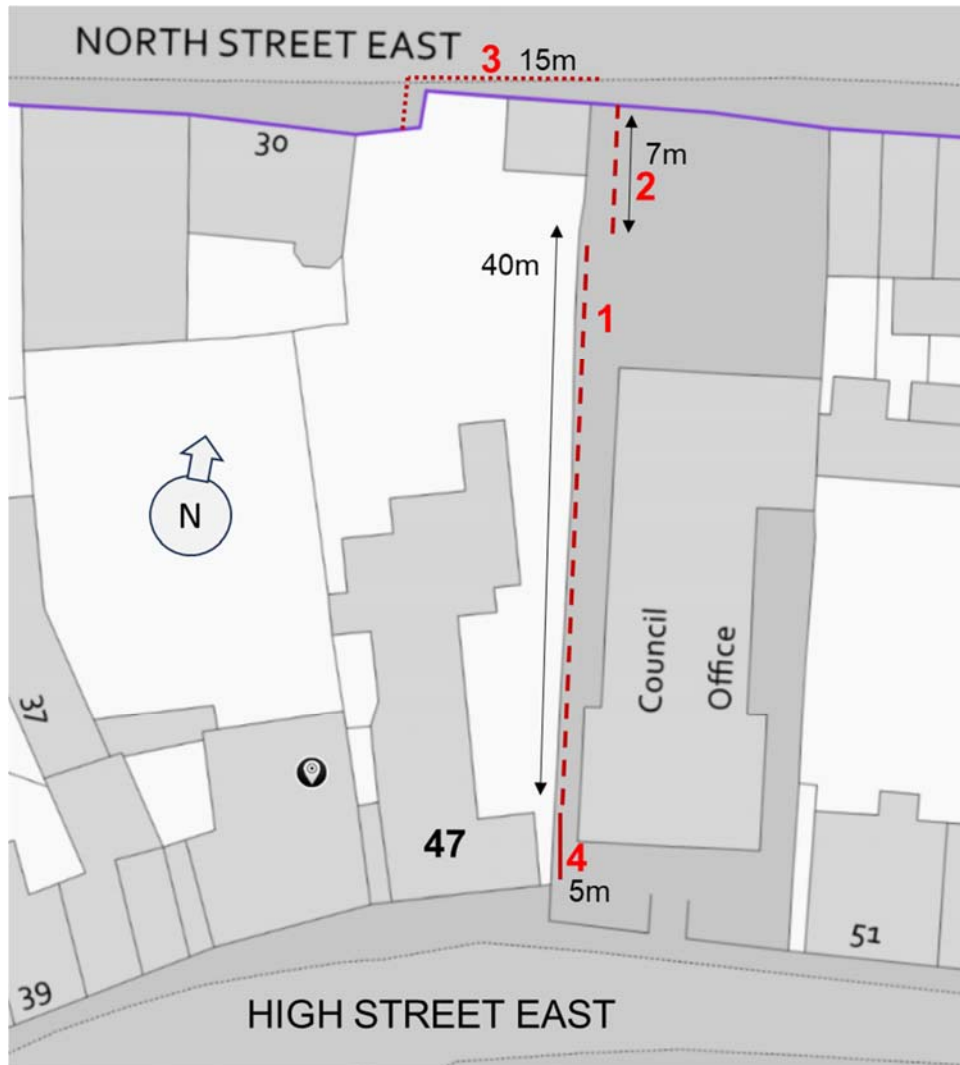 NORTH STREET EAST
3 15m
30
7m
2
40m
1
N
37
Council
Office
47
4
5m
51
39
HIGH STREET EAST